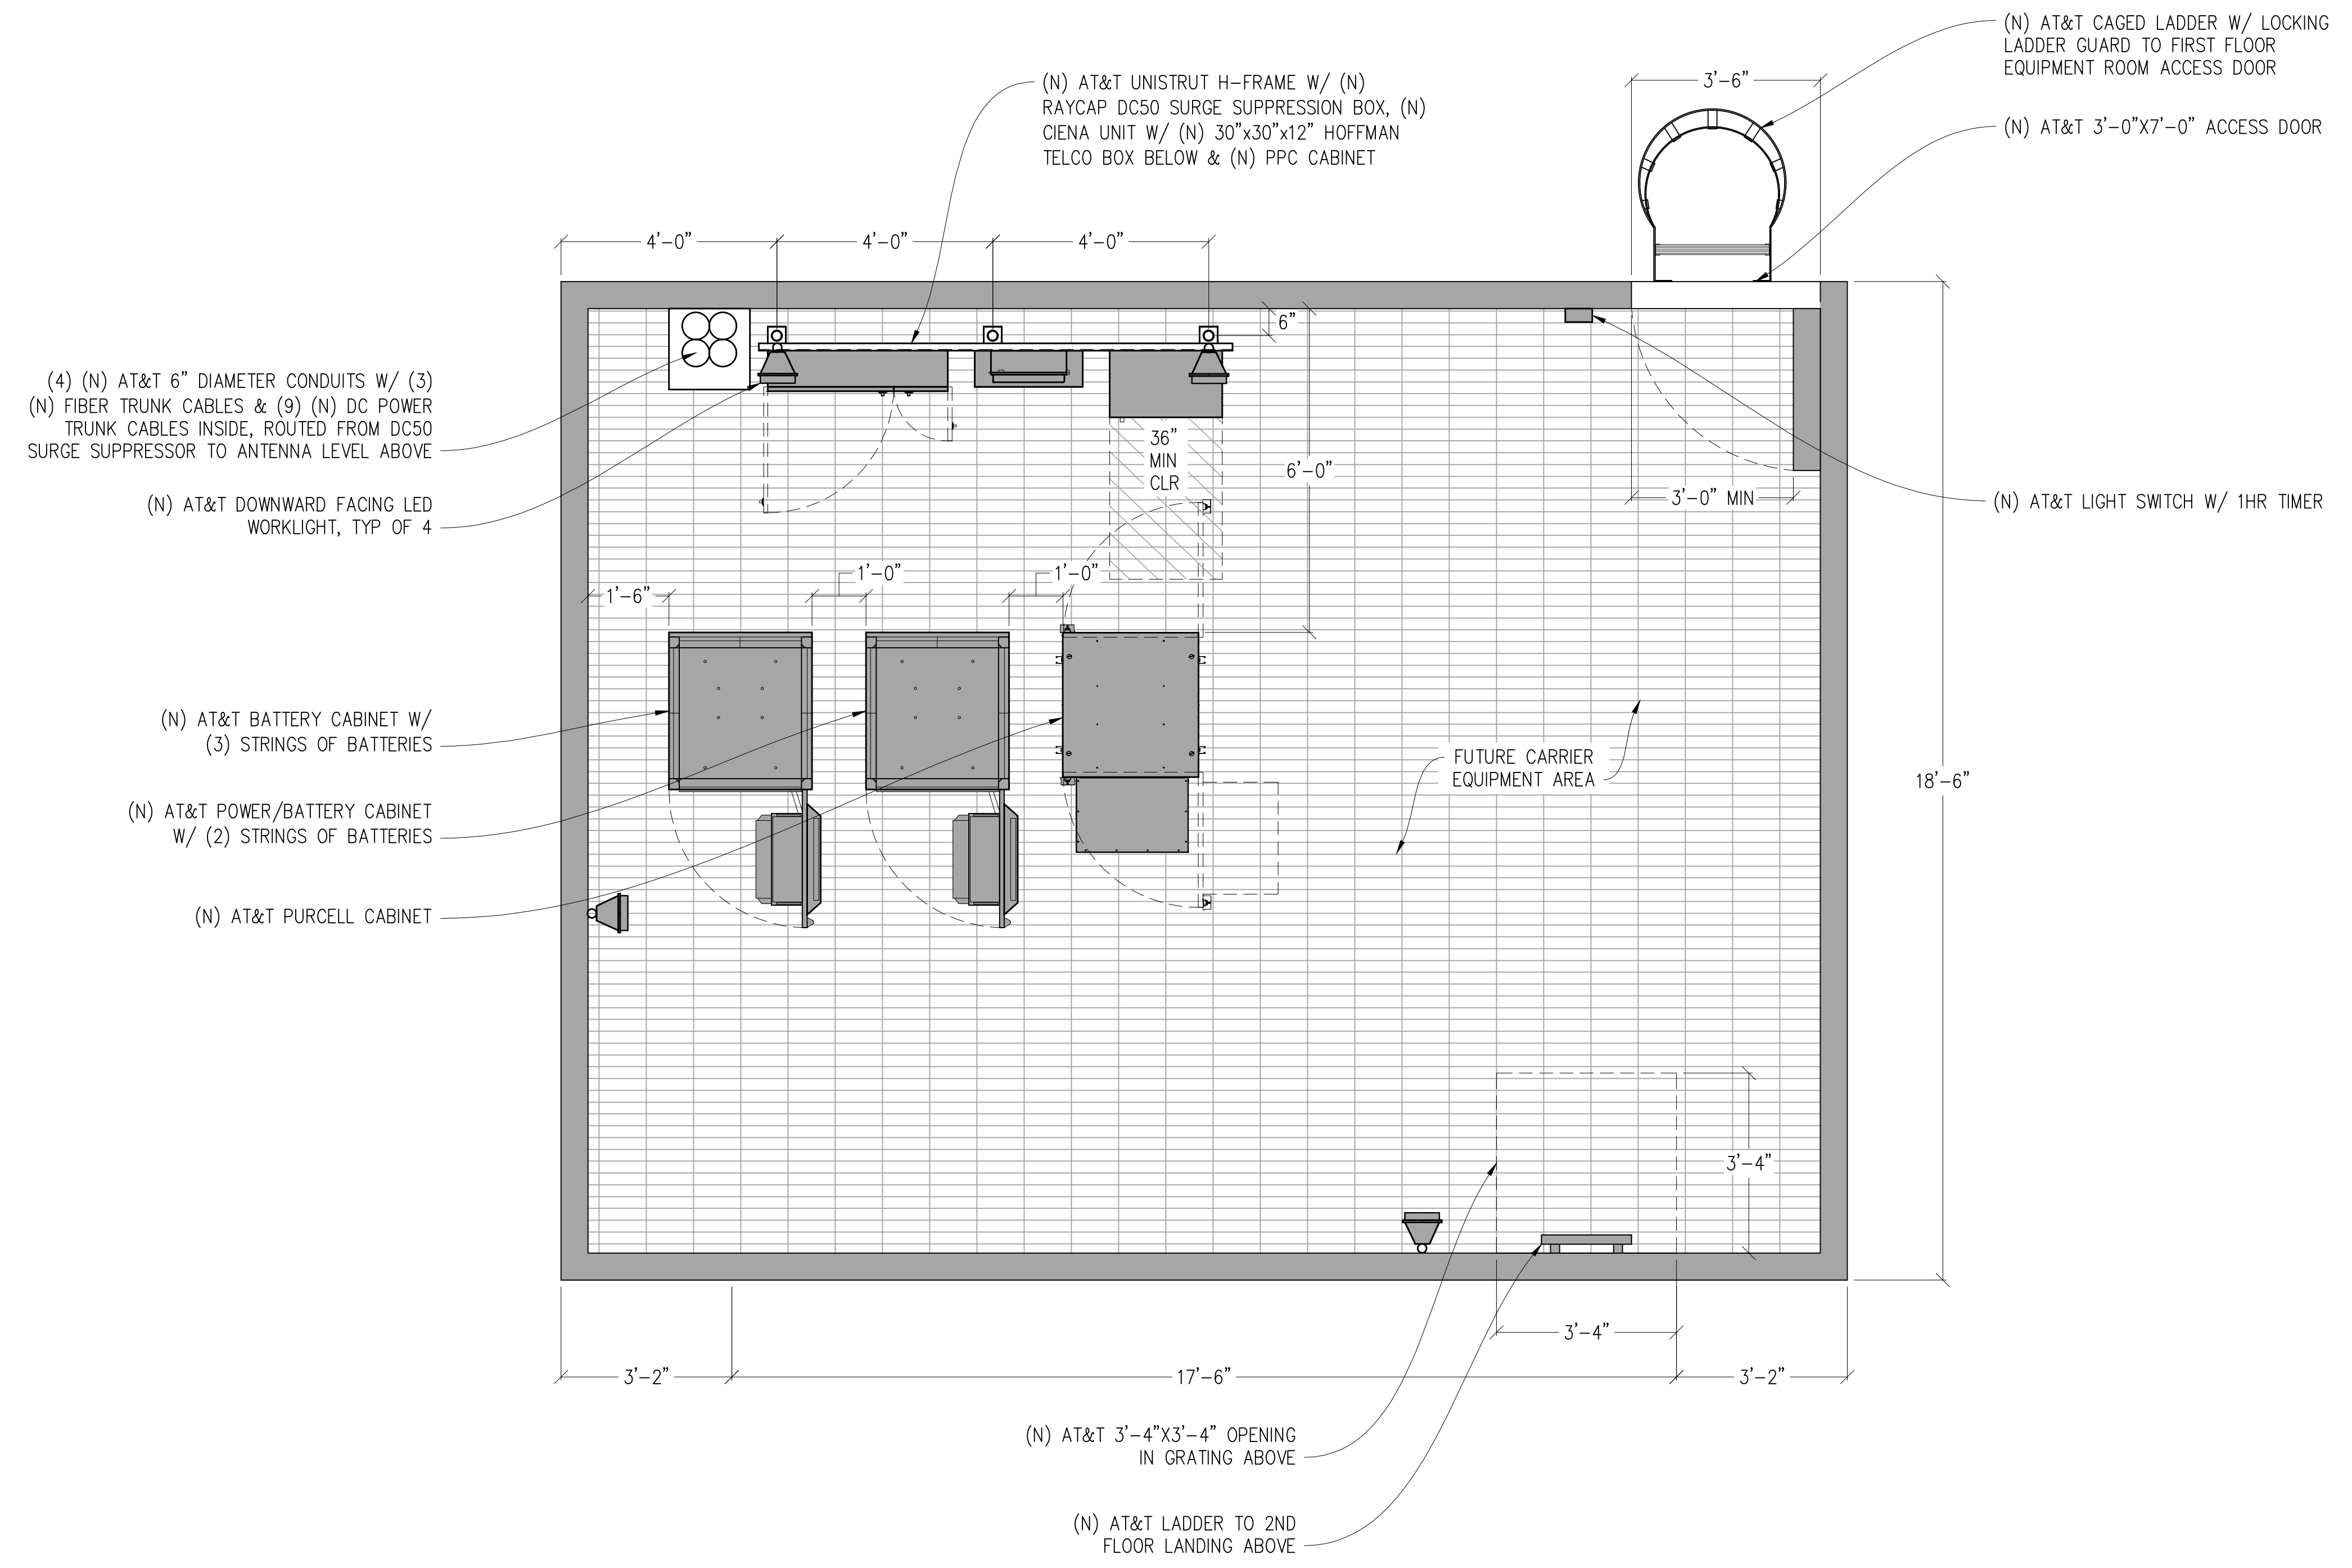 (N) AT&T CAGED LADDER W/ LOCKING
LADDER GUARD TO FIRST FLOOR
EQUIPMENT ROOM ACCESS DOOR
3'-6"
(N) AT&T UNISTRUT H-FRAME W/ (N)
RAYCAP DC50 SURGE SUPPRESSION BOX, (N)
CIENA UNIT W/ (N) 30"x30"x12" HOFFMAN
TELCO BOX BELOW & (N) PPC CABINET
(N) AT&T 3'-0"X7'-0" ACCESS DOOR
4'-0"
4'-0"
4'-0"
6"
(4) (N) AT&T 6" DIAMETER CONDUITS W/ (3)
(N) FIBER TRUNK CABLES & (9) (N) DC POWER
TRUNK CABLES INSIDE, ROUTED FROM DC50
SURGE SUPPRESSOR TO ANTENNA LEVEL ABOVE
36"
MIN
CLR
6'-0"
3'-0" MIN
(N) AT&T LIGHT SWITCH W/ 1HR TIMER
(N) AT&T DOWNWARD FACING LED
WORKLIGHT, TYP OF 4
1'-6"
1'-0"
1'-0"
(N) AT&T BATTERY CABINET W/
(3) STRINGS OF BATTERIES
FUTURE CARRIER
EQUIPMENT AREA
18'-6"
(N) AT&T POWER/BATTERY CABINET
W/ (2) STRINGS OF BATTERIES
(N) AT&T PURCELL CABINET
3'-4"
3'-4"
3'-2"
17'-6"
3'-2"
(N) AT&T 3'-4"X3'-4" OPENING
IN GRATING ABOVE
(N) AT&T LADDER TO 2ND
FLOOR LANDING ABOVE